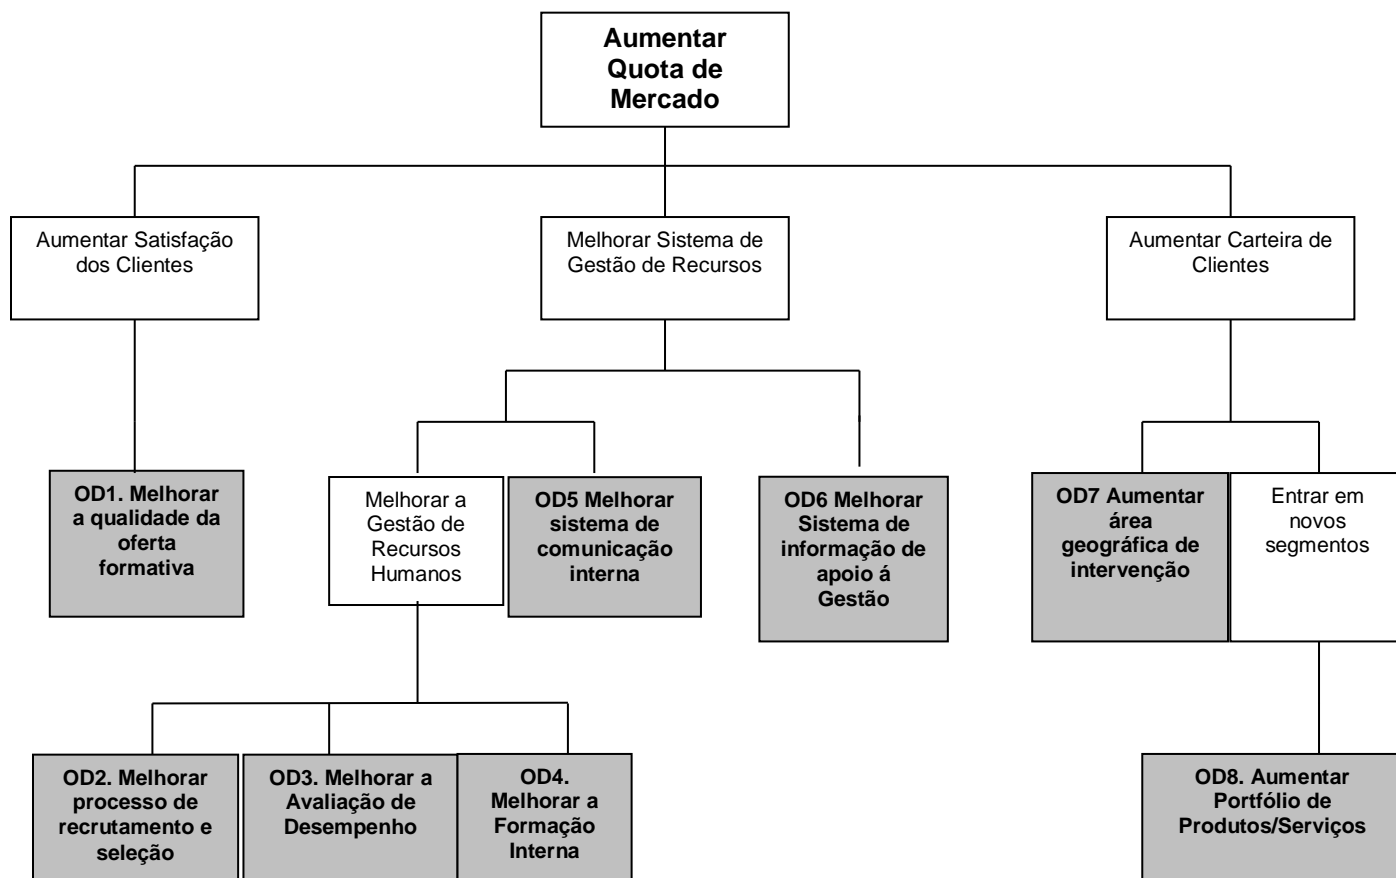 Aumentar
Quota de
Mercado
Aumentar Satisfação
dos Clientes
Melhorar Sistema de
Gestão de Recursos
Aumentar Carteira de
Clientes
OD1. Melhorar
a qualidade da
oferta
formativa
Melhorar a
Gestão de
Recursos
Humanos
OD5 Melhorar
sistema de
comunicação
interna
OD6 Melhorar
Sistema de
informação de
apoio á
Gestão
OD7 Aumentar
área
geográfica de
intervenção
Entrar em
novos
segmentos
OD2. Melhorar
processo de
recrutamento e
seleção
OD3. Melhorar a
Avaliação de
Desempenho
OD4.
Melhorar a
Formação
Interna
OD8. Aumentar
Portfólio de
Produtos/Serviços